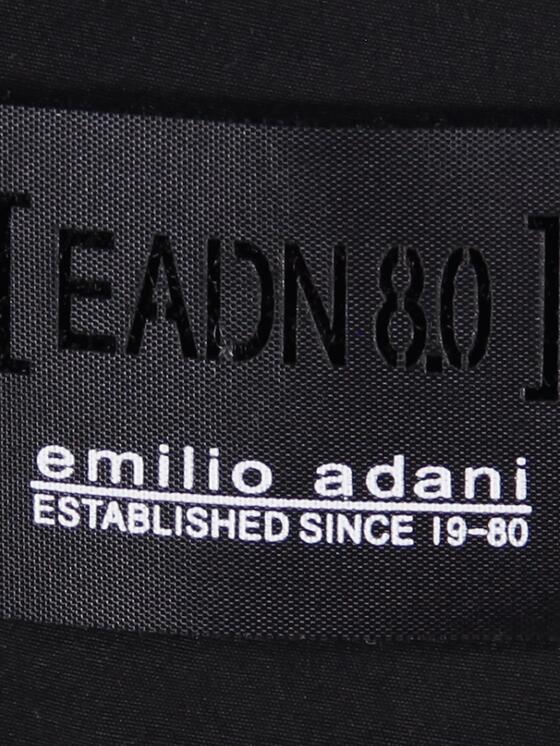 [EADN 8.0]
emilio adani
ESTABLISHED SINCE 19-80